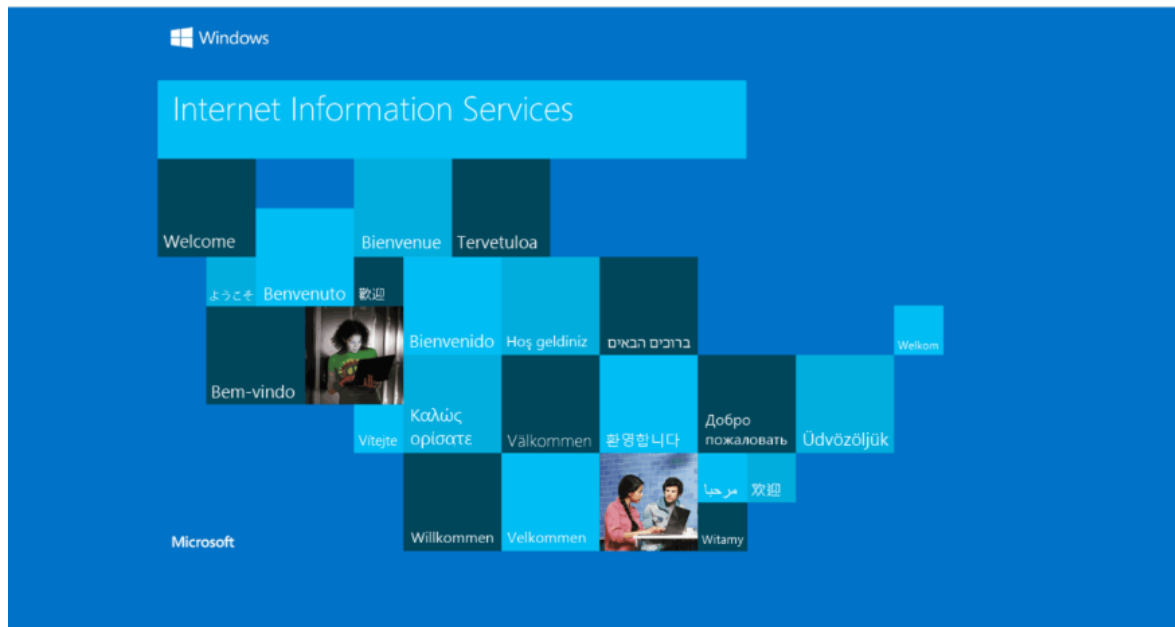 Windows
Internet Information Services
Welcome
Bienvenue
Tervetuloa
ようこそ
Benvenuto
歡迎
Bienvenido
Hoş geldiniz
ברוכים הבאים
Welkom
Bem-vindo
Vítejte
Καλώς
ορίσατε
Välkommen
환영합니다
Добро
пожаловать
Üdvözöljük
مرحبا
欢迎
Willkommen
Velkommen
Witamy
Microsoft